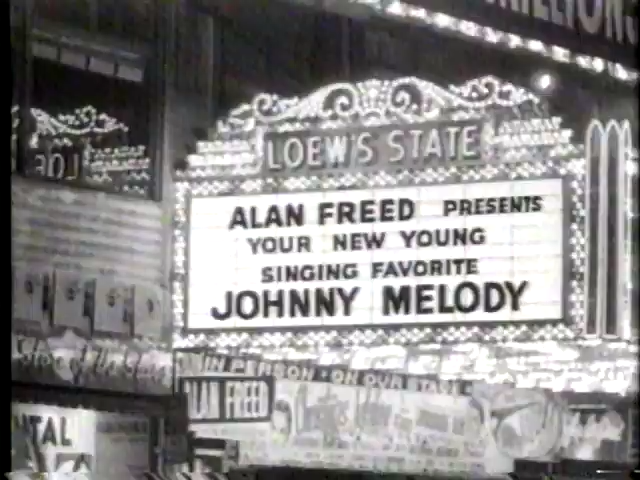 LOEW'S STATE
ALAN FREED PRESENTS
YOUR NEW YOUNG
SINGING FAVORITE
JOHNNY MELODY
IN PERSON · ON OUR STAGE
ALAN FREED